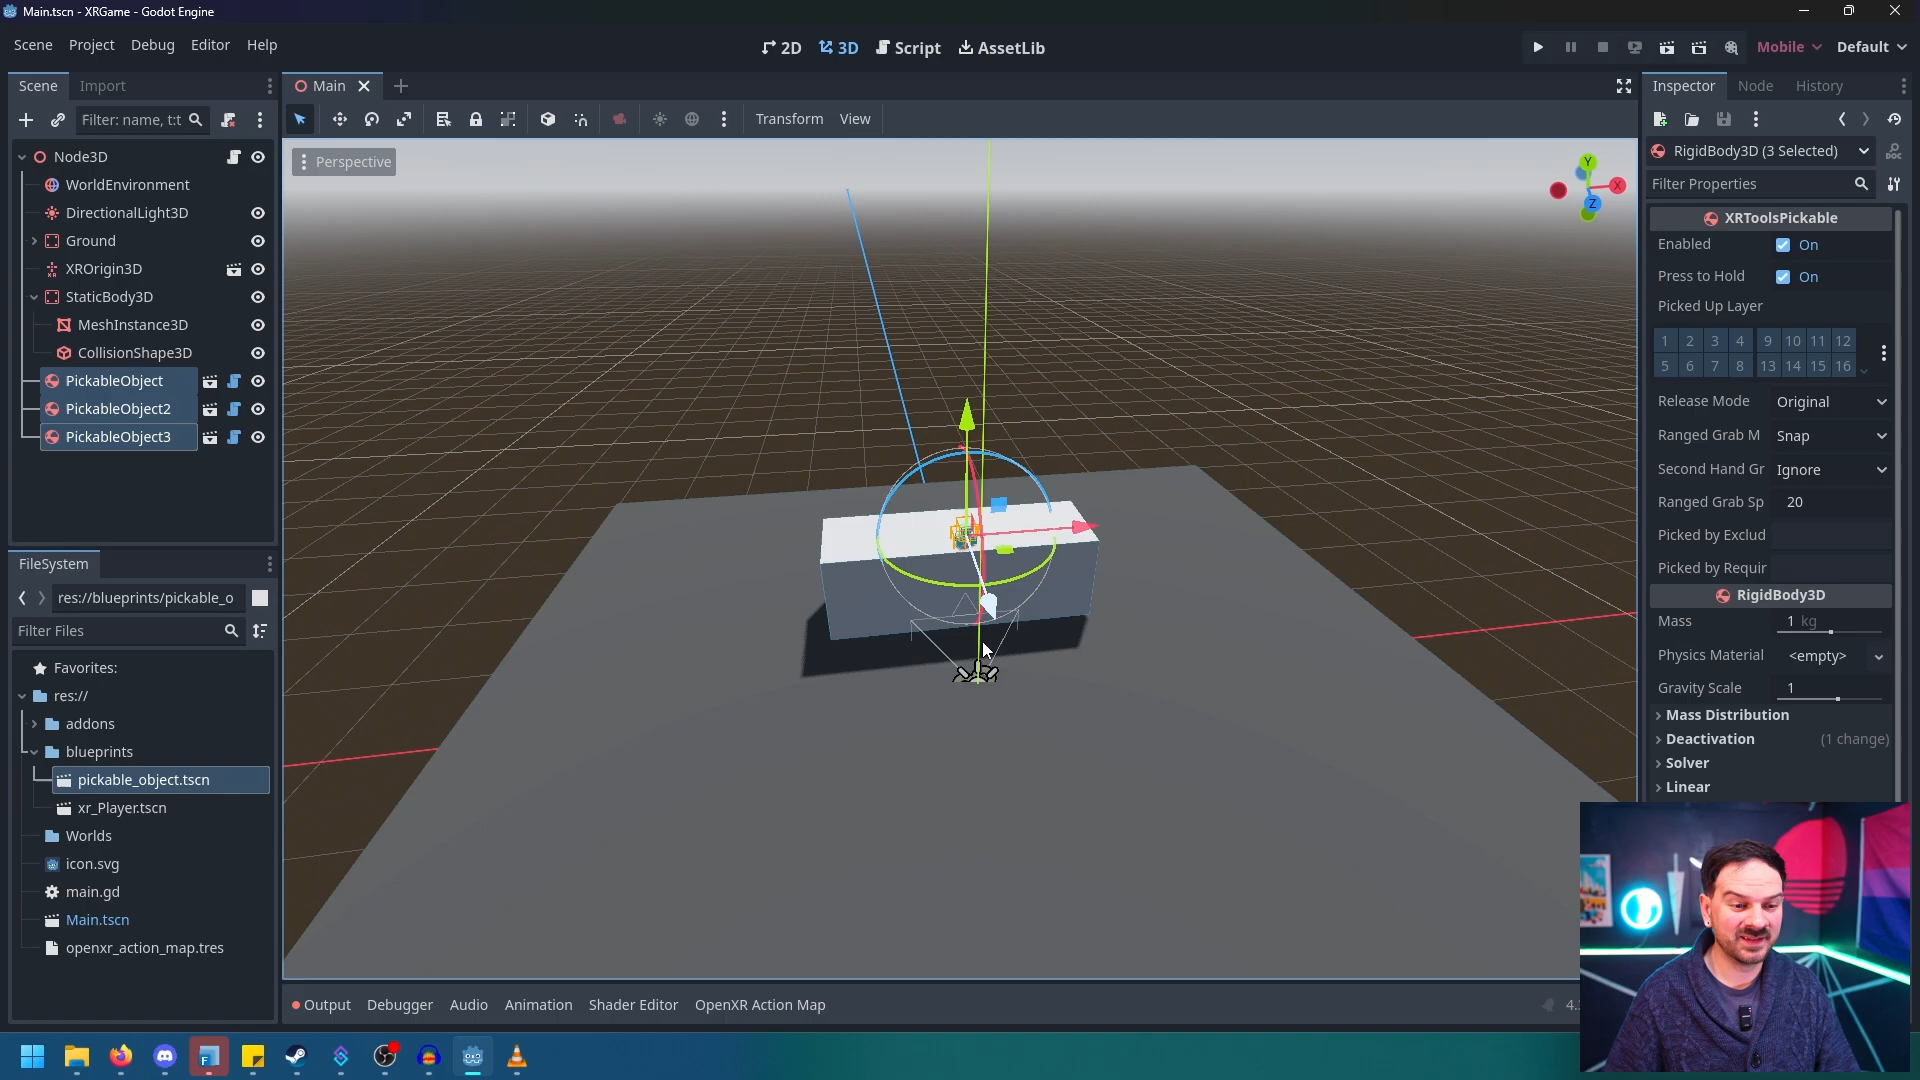 Main.tscn - XRGame - Godot Engine
Scene Project Debug Editor Help
2D 3D Script AssetLib
Mobile Default
Scene Import
Main
Inspector Node History
Filter: name, t:t
Transform View
RigidBody3D (3 Selected)
Perspective
Filter Properties
Y
X
Z
Node3D
WorldEnvironment
DirectionalLight3D
Ground
XROrigin3D
StaticBody3D
MeshInstance3D
CollisionShape3D
PickableObject
PickableObject2
PickableObject3
FileSystem
res://blueprints/pickable_o
Filter Files
Favorites:
res://
addons
blueprints
pickable_object.tscn
xr_Player.tscn
Worlds
icon.svg
main.gd
Main.tscn
openxr_action_map.tres
XRToolsPickable
Enabled On
Press to Hold On
Picked Up Layer
1 2 3 4 9 10 11 12
5 6 7 8 13 14 15 16
Release Mode Original
Ranged Grab M Snap
Second Hand Gr Ignore
Ranged Grab Sp 20
Picked by Exclud
Picked by Requir
RigidBody3D
Mass 1 kg
Physics Material <empty>
Gravity Scale 1
Mass Distribution
Deactivation (1 change)
Solver
Linear
Output Debugger Audio Animation Shader Editor OpenXR Action Map